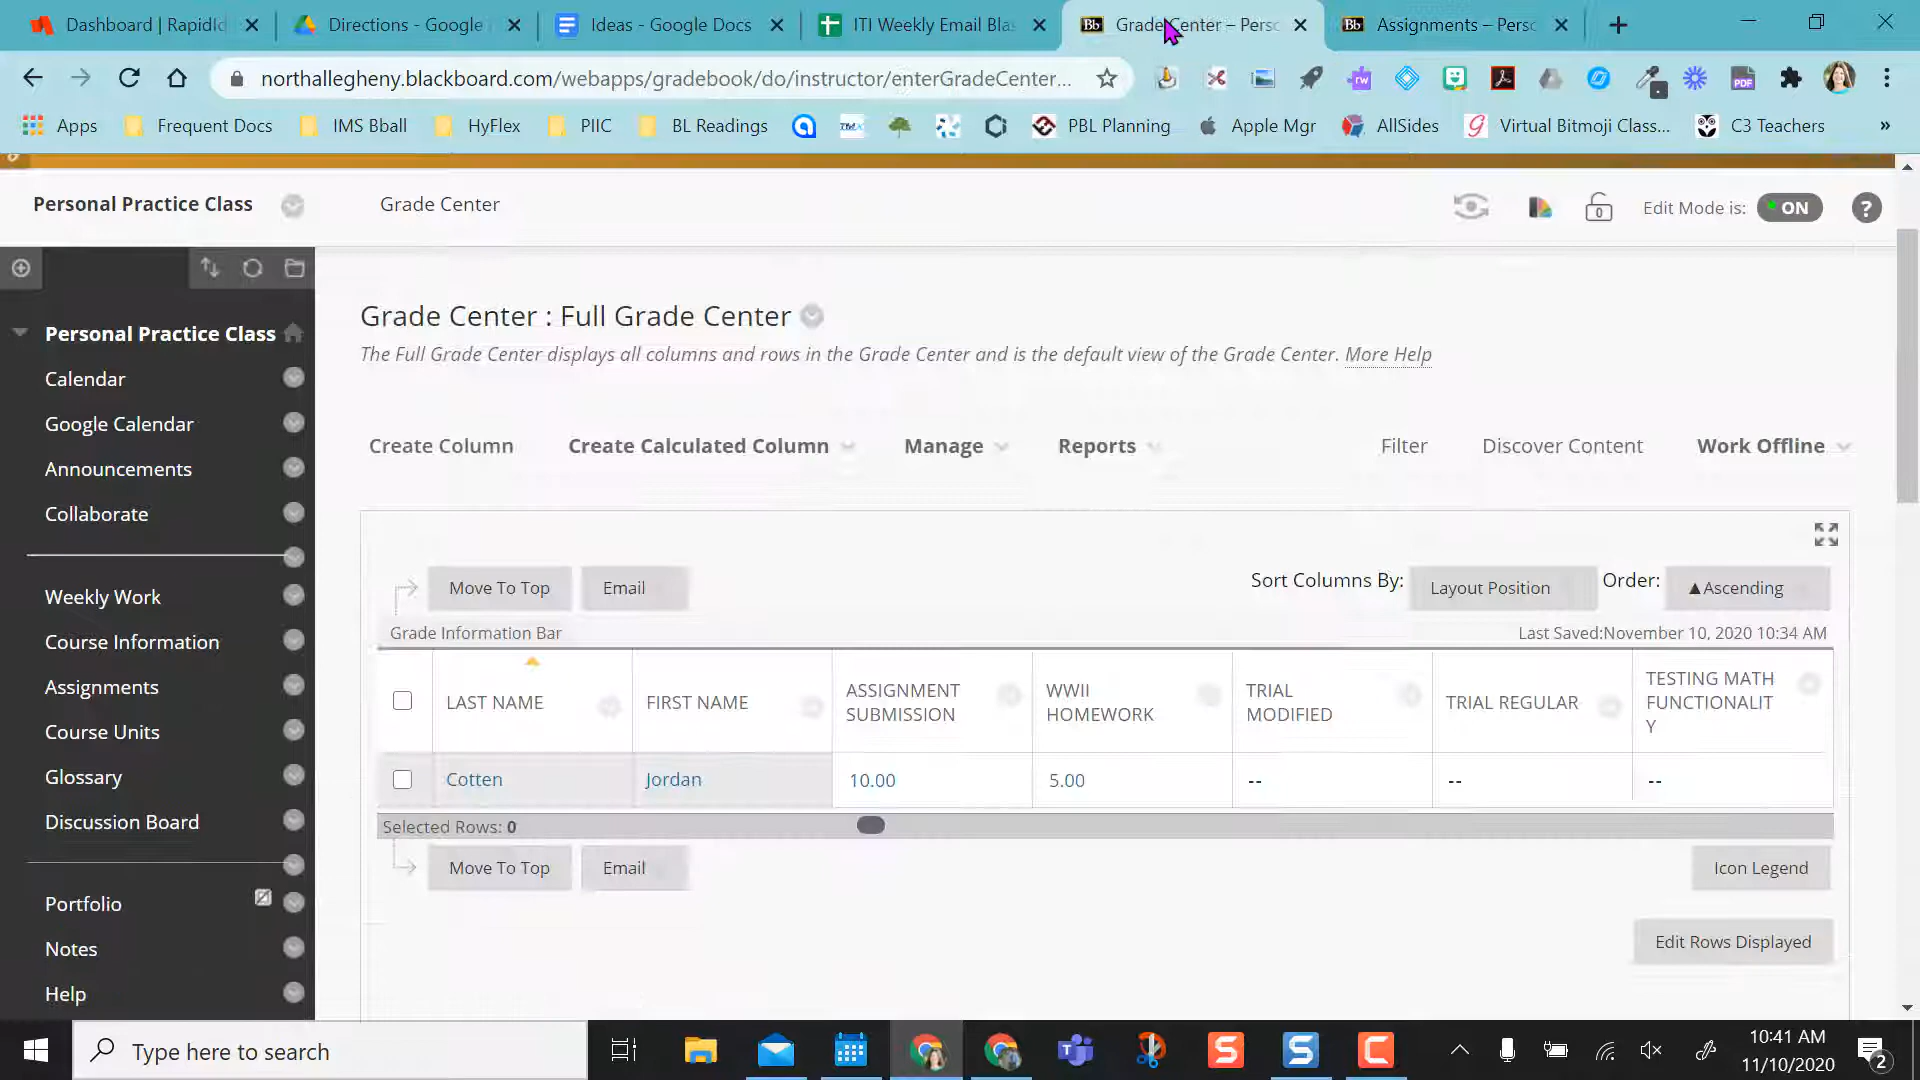 Dashboard | RapidId
Directions - Google
Ideas - Google Docs
ITI Weekly Email Blas
Grade Center – Perso
Assignments – Perso
northallegheny.blackboard.com/webapps/gradebook/do/instructor/enterGradeCenter...
Apps
Frequent Docs
IMS Bball
HyFlex
PIIC
BL Readings
PBL Planning
Apple Mgr
AllSides
Virtual Bitmoji Class...
C3 Teachers
»
Personal Practice Class
Grade Center
0
Edit Mode is:
ON
?
Personal Practice Class
Calendar
Google Calendar
Announcements
Collaborate
Weekly Work
Course Information
Assignments
Course Units
Glossary
Discussion Board
Portfolio
Notes
Help
Grade Center : Full Grade Center
The Full Grade Center displays all columns and rows in the Grade Center and is the default view of the Grade Center. More Help
Create Column
Create Calculated Column
Manage
Reports
Filter
Discover Content
Work Offline
Move To Top
Email
Sort Columns By:
Layout Position
Order:
▲Ascending
Grade Information Bar
Last Saved:November 10, 2020 10:34 AM
LAST NAME
FIRST NAME
ASSIGNMENT
SUBMISSION
WWII
HOMEWORK
TRIAL
MODIFIED
TRIAL REGULAR
TESTING MATH
FUNCTIONALIT
Y
Cotten
Jordan
10.00
5.00
--
--
--
Selected Rows: 0
Move To Top
Email
Icon Legend
Edit Rows Displayed
Type here to search
10:41 AM
11/10/2020
2